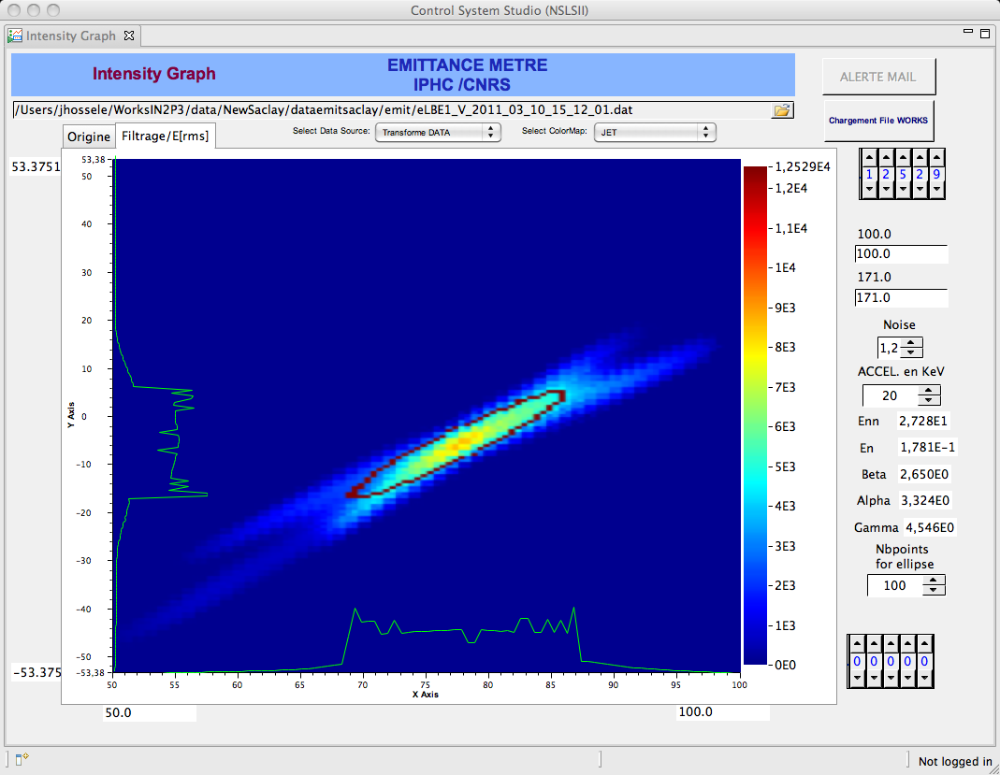 Control System Studio (NSLSII)
Intensity Graph
Intensity Graph
EMITTANCE METRE
IPHC /CNRS
ALERTE MAIL
/Users/jhossele/WorksIN2P3/data/NewSaclay/dataemitsaclay/emit/eLBE1_V_2011_03_10_15_12_01.dat
Chargement File WORKS
Origine
Filtrage/E[rms]
Select Data Source:
Transforme DATA
Select ColorMap:
JET
53.3751
53,38
50
40
30
20
10
0
-10
-20
-30
-40
-50
-53,38
-53.375
Y Axis
1,2529E4
1,2E4
1,1E4
1E4
9E3
8E3
7E3
6E3
5E3
4E3
3E3
2E3
1E3
0E0
50
55
60
65
70
75
80
85
90
95
100
X Axis
50.0
100.0
1 2 5 2 9
100.0
100.0
171.0
171.0
Noise
1,2
ACCEL. en KeV
20
Enn 2,728E1
En 1,781E-1
Beta 2,650E0
Alpha 3,324E0
Gamma 4,546E0
Nbpoints
for ellipse
100
0 0 0 0 0
Not logged in